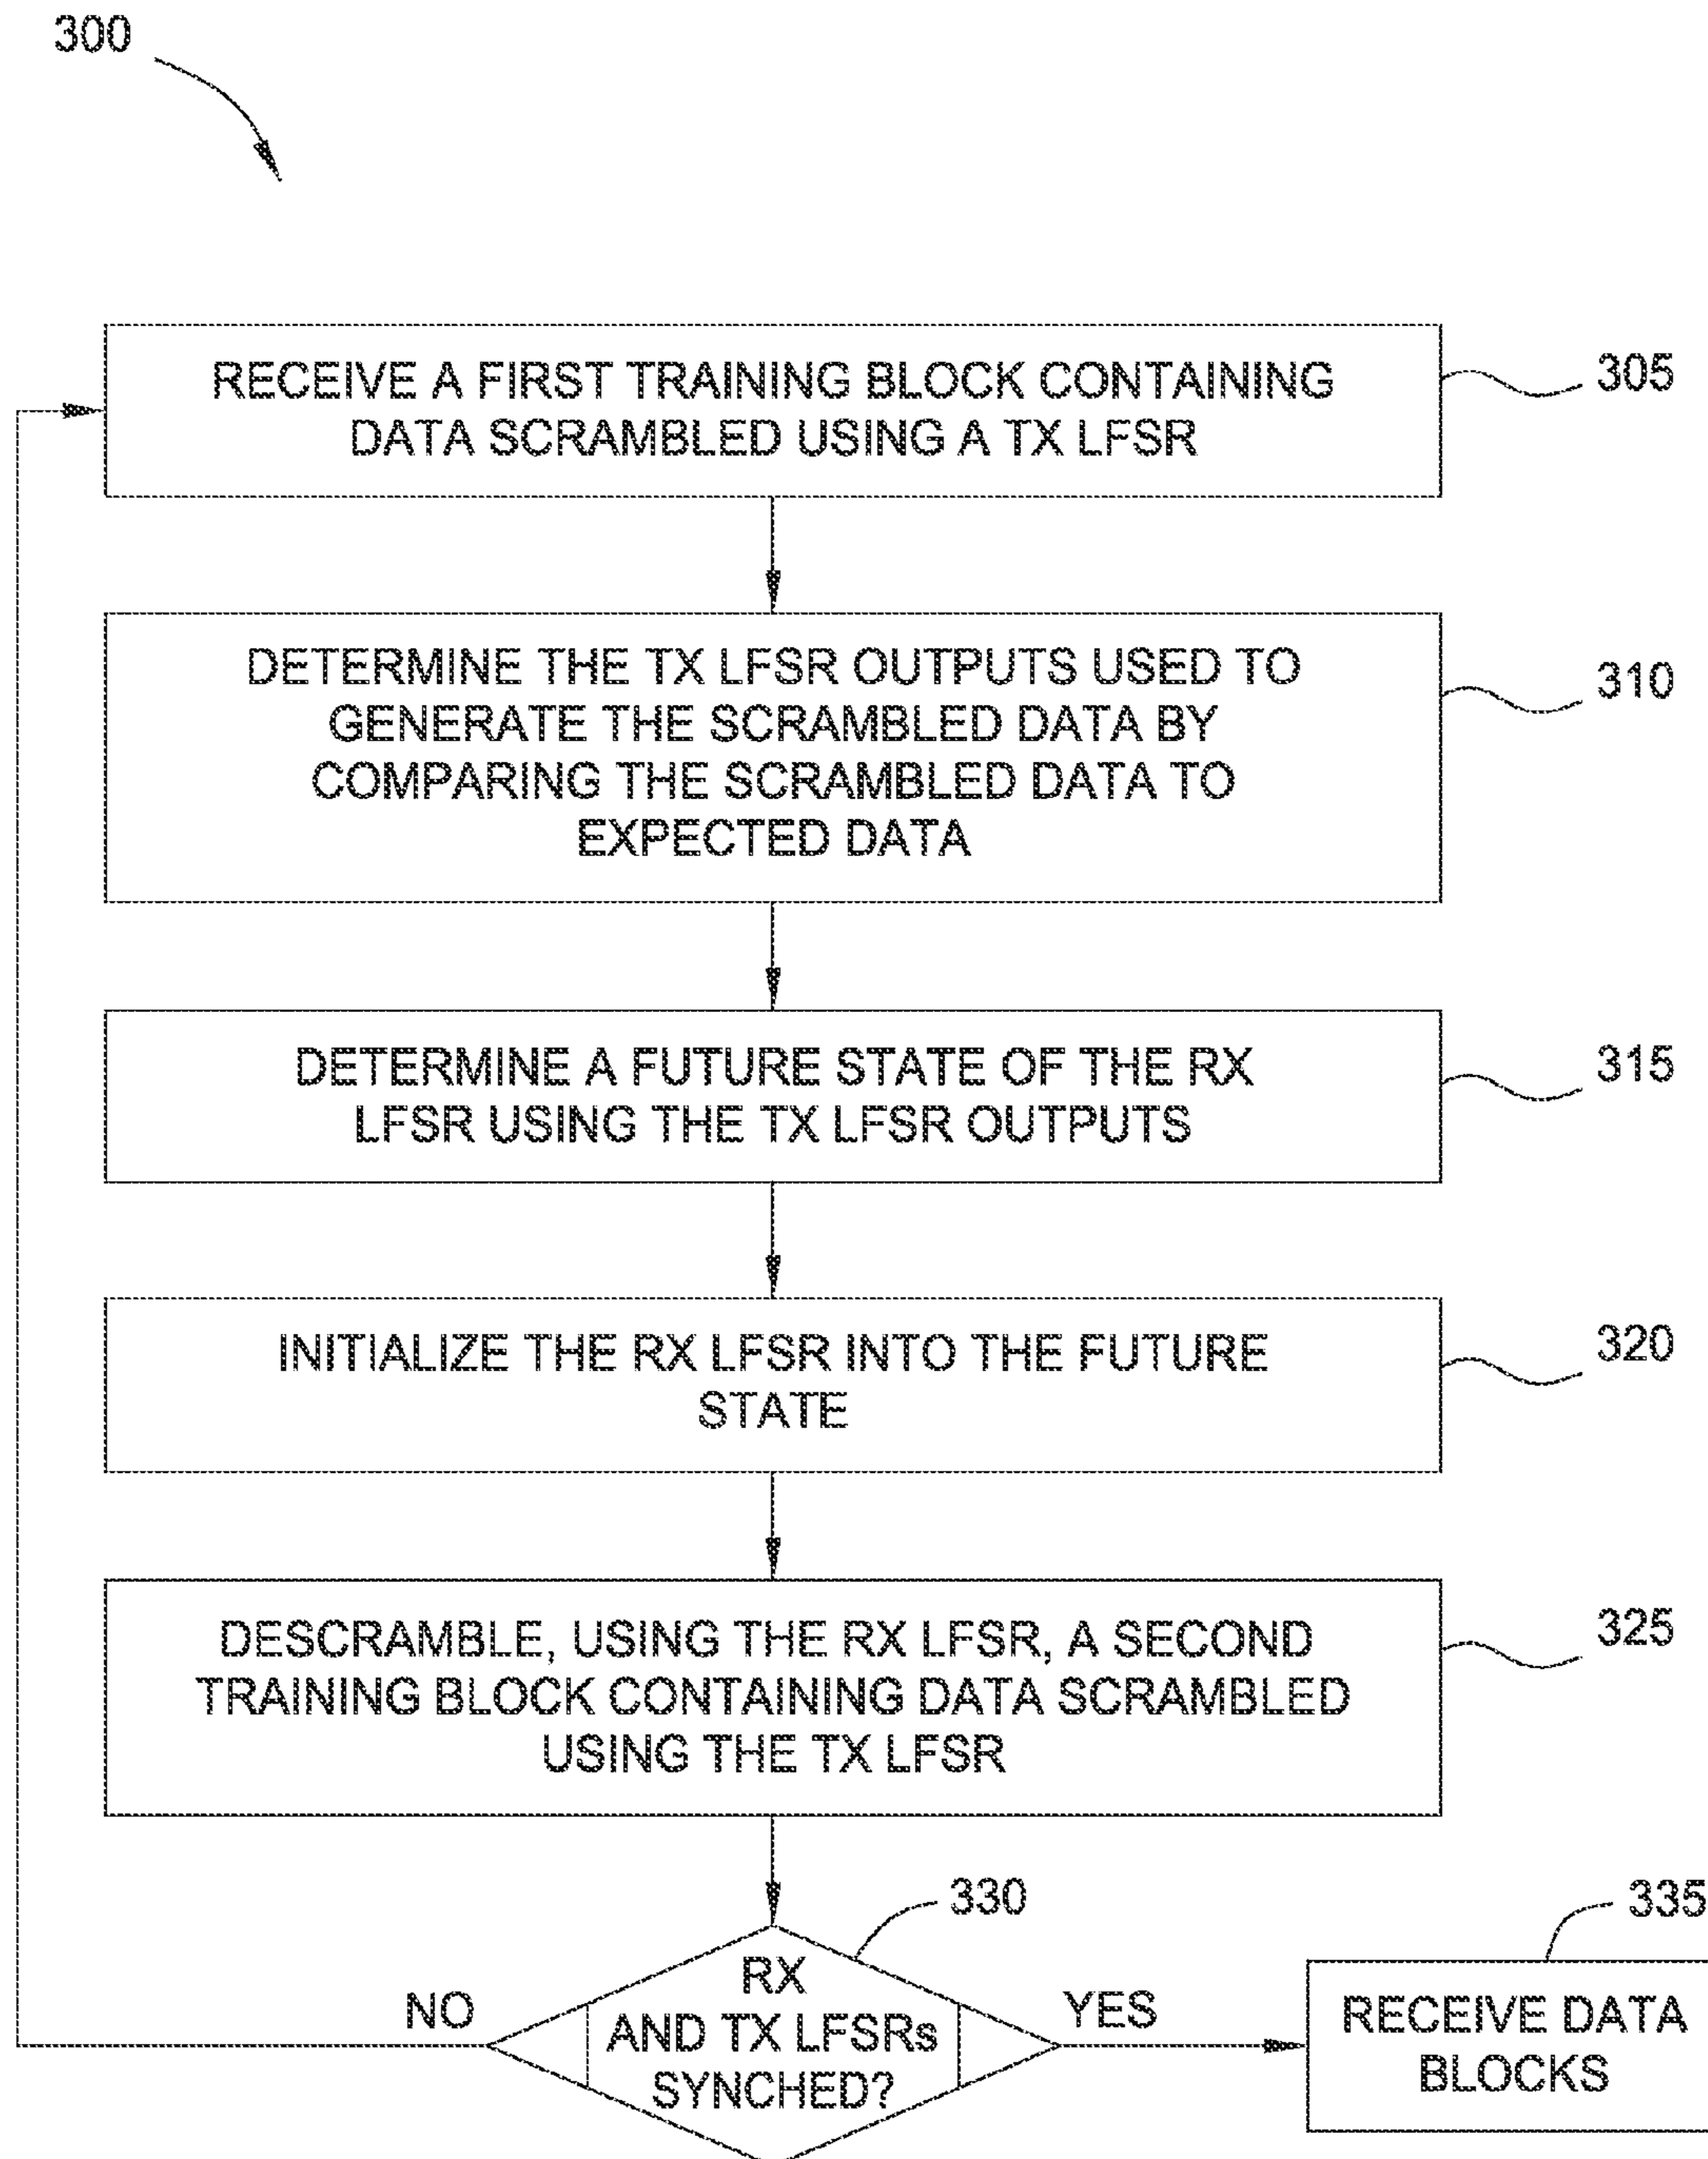 300
RECEIVE A FIRST TRAINING BLOCK CONTAINING
DATA SCRAMBLED USING A TX LFSR
305
DETERMINE THE TX LFSR OUTPUTS USED TO
GENERATE THE SCRAMBLED DATA BY
COMPARING THE SCRAMBLED DATA TO
EXPECTED DATA
310
DETERMINE A FUTURE STATE OF THE RX
LFSR USING THE TX LFSR OUTPUTS
315
INITIALIZE THE RX LFSR INTO THE FUTURE
STATE
320
DESCRAMBLE, USING THE RX LFSR, A SECOND
TRAINING BLOCK CONTAINING DATA SCRAMBLED
USING THE TX LFSR
325
330
RX
AND TX LFSRs
SYNCHED?
NO
YES
335
RECEIVE DATA
BLOCKS